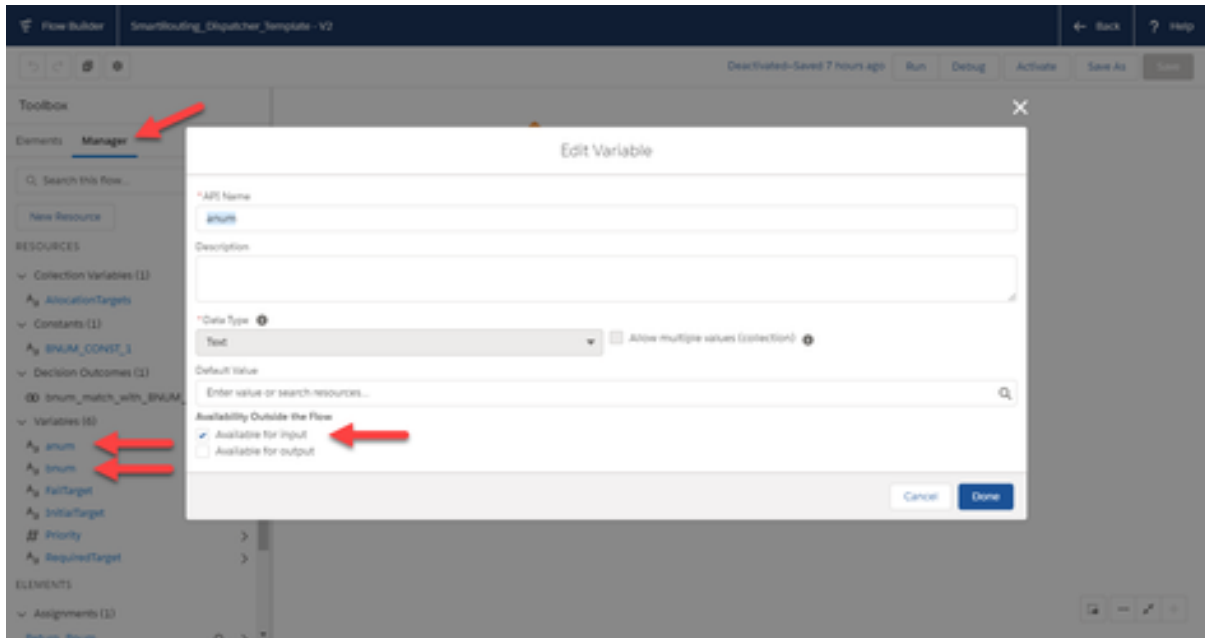 Flow Builder
SmartRouting_Dispatcher_Template - V2
← Back
? Help
Deactivated—Saved 7 hours ago
Run
Debug
Activate
Save As
Save
Toolbox
Elements
Manager
Search this flow...
New Resource
RESOURCES
Collection Variables (1)
AllocationTargets
Constants (1)
BNUM_CONST_1
Decision Outcomes (1)
bnum_match_with_BNUM_
Variables (6)
anum
bnum
FailTarget
InitialTarget
Priority
RequiredTarget
ELEMENTS
Assignments (1)
Edit Variable
*API Name
anum
Description
*Data Type
Text
Allow multiple values (collection)
Default Value
Enter value or search resources...
Availability Outside the Flow
Available for input
Available for output
Cancel
Done